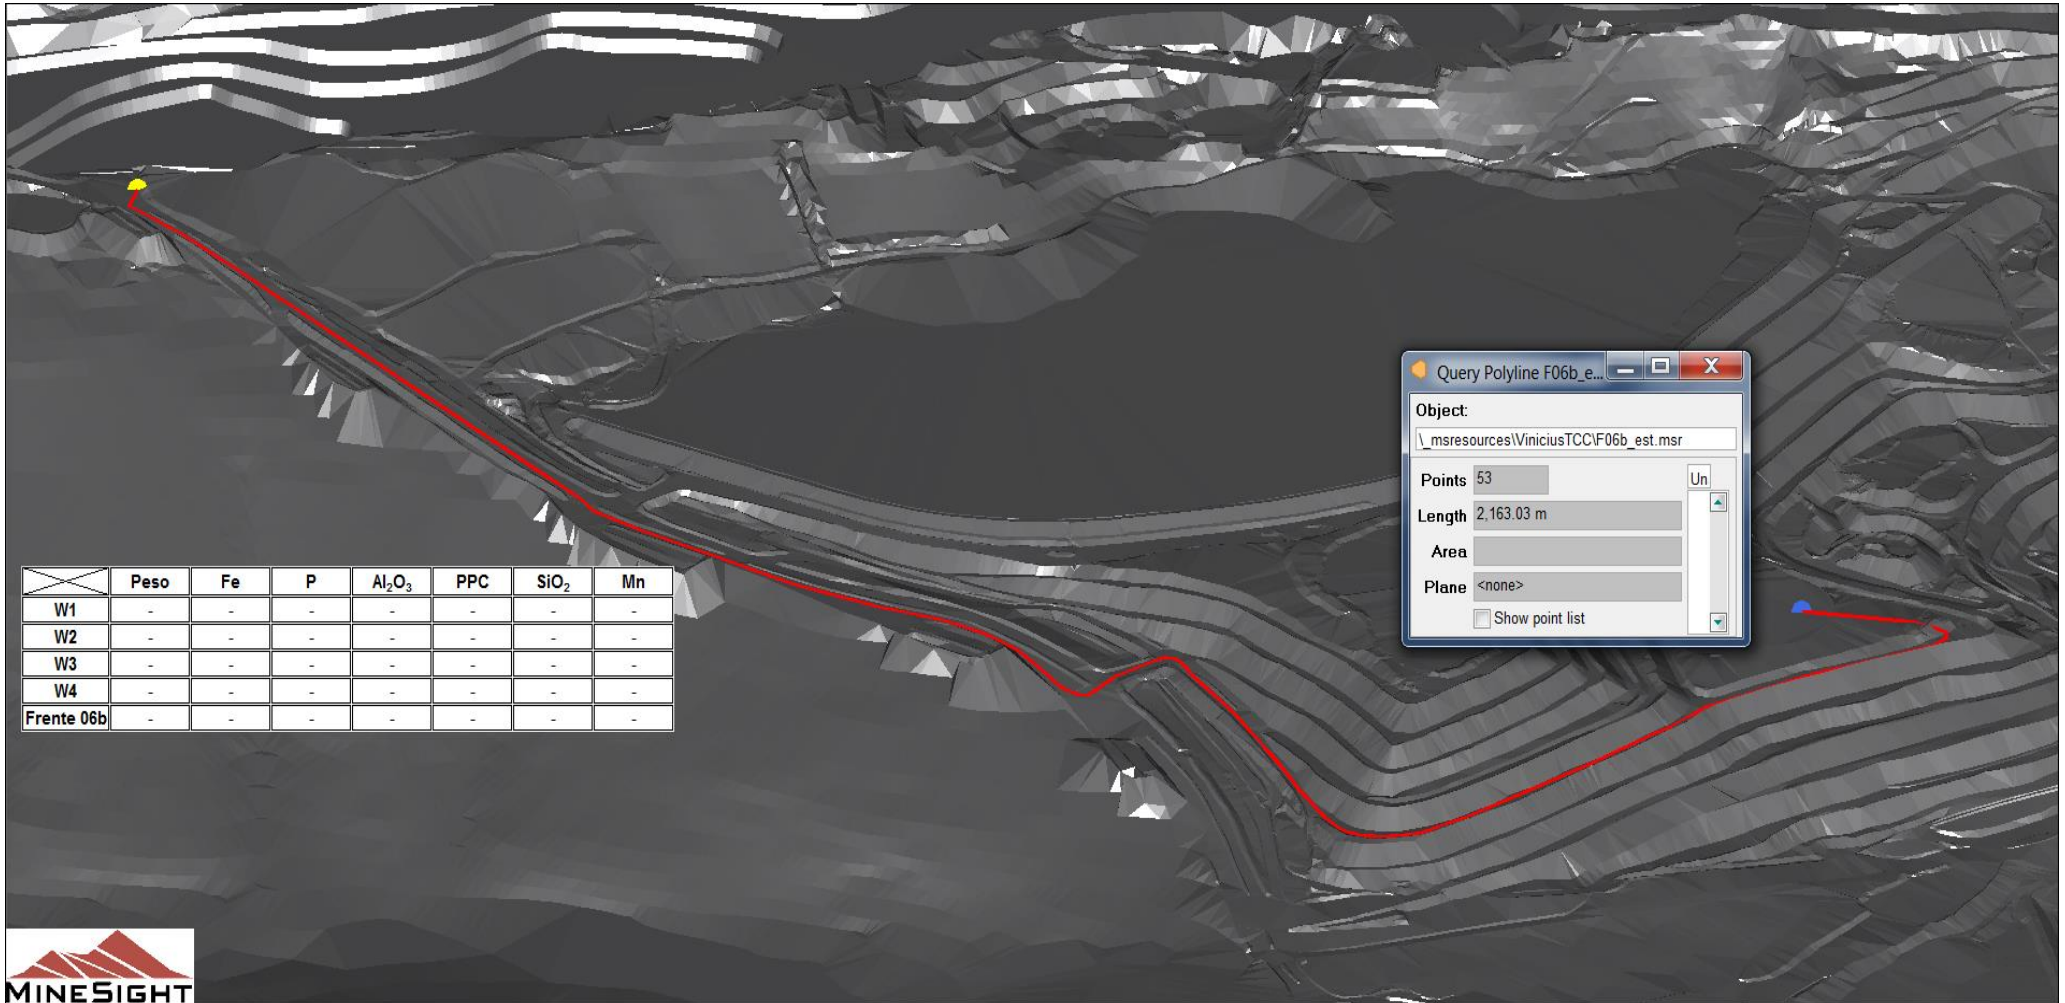 Query Polyline F06b_e...
Object:
\_msresources\ViniciusTCC\F06b_est.msr
Points 53 Un
Length 2,163.03 m
Area
Plane <none>
Show point list
Peso Fe P Al₂O₃ PPC SiO₂ Mn
W1 - - - - - - -
W2 - - - - - - -
W3 - - - - - - -
W4 - - - - - - -
Frente 06b - - - - - - -
MINESIGHT